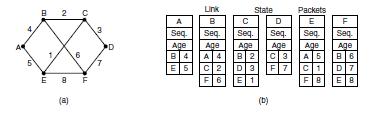 Link State Packets
B 2 C
4 3
A D
1 6
5 7
E 8 F
A B C D E F
Seq. Seq. Seq. Seq. Seq. Seq.
Age Age Age Age Age Age
B 4 A 4 B 2 C 3 A 5 B 6
E 5 C 2 D 3 F 7 C 1 D 7
F 6 E 1 F 8 E 8
(a) (b)